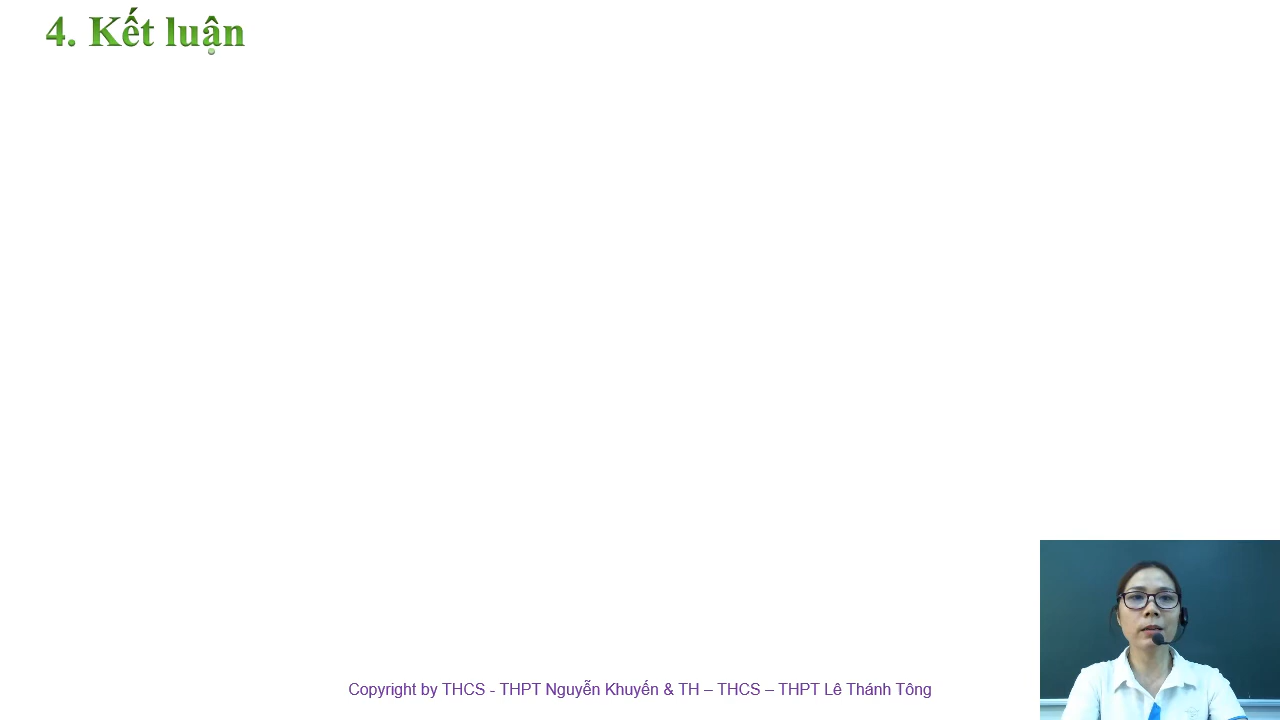 4. Kết luận
Copyright by THCS - THPT Nguyễn Khuyến & TH – THCS – THPT Lê Thánh Tông